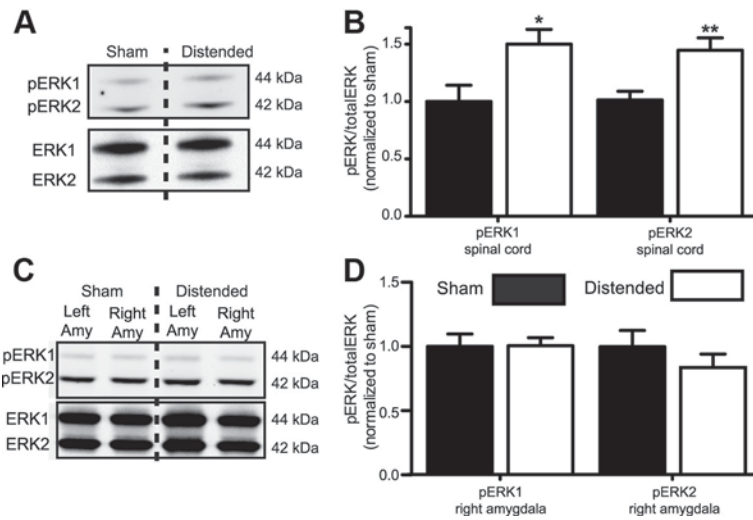 A
Sham Distended
pERK1 44 kDa
pERK2 42 kDa
ERK1 44 kDa
ERK2 42 kDa
B
pERK/totalERK
(normalized to sham)
1.5
1.0
0.5
0.0
* **
pERK1 pERK2
spinal cord spinal cord
C
Sham Distended
Left Right Left Right
Amy Amy Amy Amy
pERK1 44 kDa
pERK2 42 kDa
ERK1 44 kDa
ERK2 42 kDa
D
pERK/totalERK
(normalized to sham)
1.5
1.0
0.5
0.0
Sham Distended
pERK1 pERK2
right amygdala right amygdala